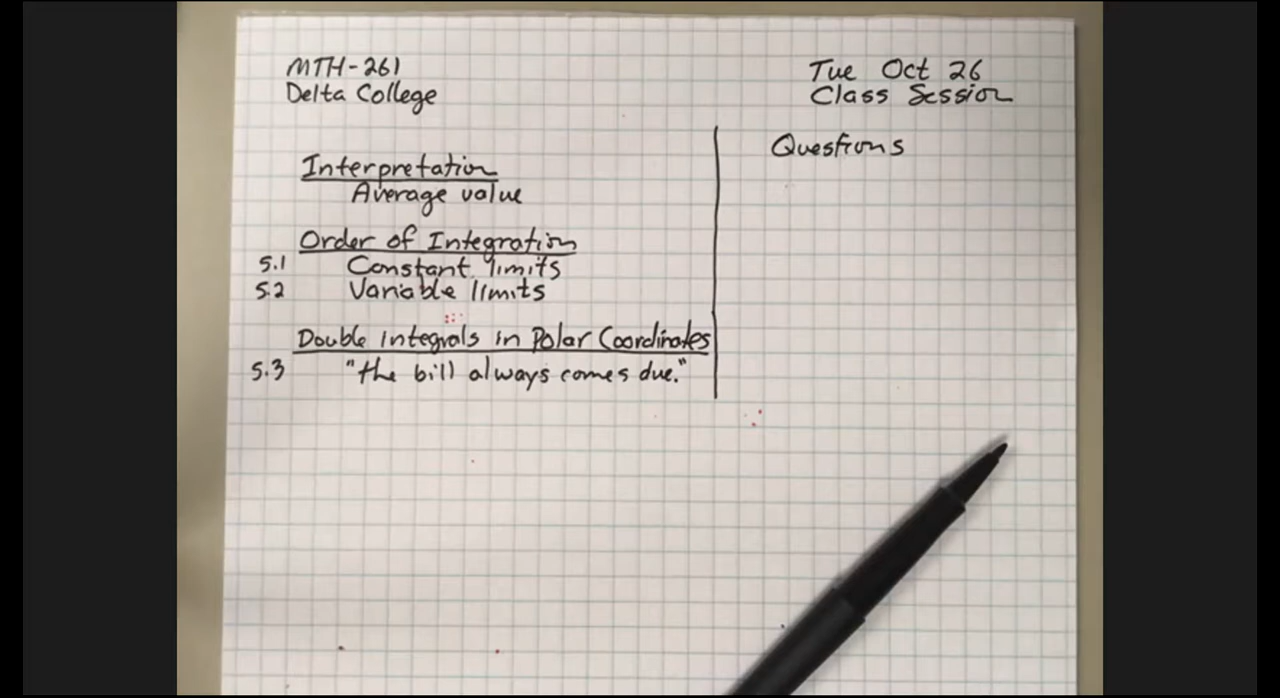 MTH-261
Delta College
Tue Oct 26
Class Session
Interpretation
Average value
Order of Integration
5.1 Constant limits
5.2 Variable limits
Double Integrals in Polar Coordinates
5.3 "the bill always comes due."
Questions